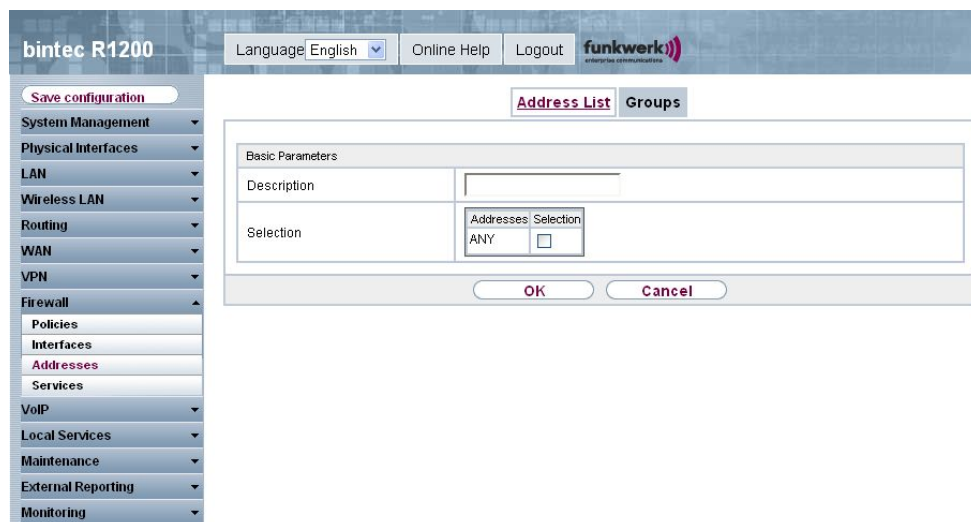 bintec R1200
Language English
Online Help
Logout
funkwerk
enterprise communications
Save configuration
System Management
Physical Interfaces
LAN
Wireless LAN
Routing
WAN
VPN
Firewall
Policies
Interfaces
Addresses
Services
VoIP
Local Services
Maintenance
External Reporting
Monitoring
Address List Groups
Basic Parameters
Description
Selection
Addresses Selection
ANY
OK Cancel